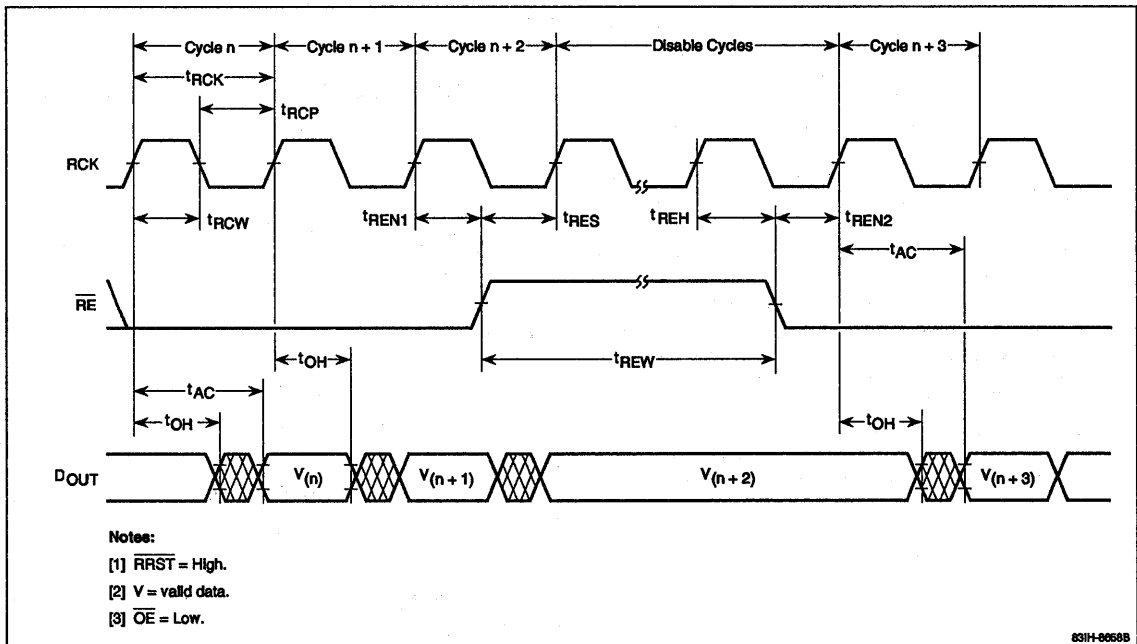 Cycle n Cycle n + 1 Cycle n + 2 Disable Cycles Cycle n + 3
tRCK
tRCP
RCK
tRCW tREN1 tRES tREH tREN2
tAC
RE
tOH tREW
tAC
tOH tOH
DOUT V(n) V(n + 1) V(n + 2) V(n + 3)
Notes:
[1] RRST = High.
[2] V = valid data.
[3] OE = Low.
83IH-8658B